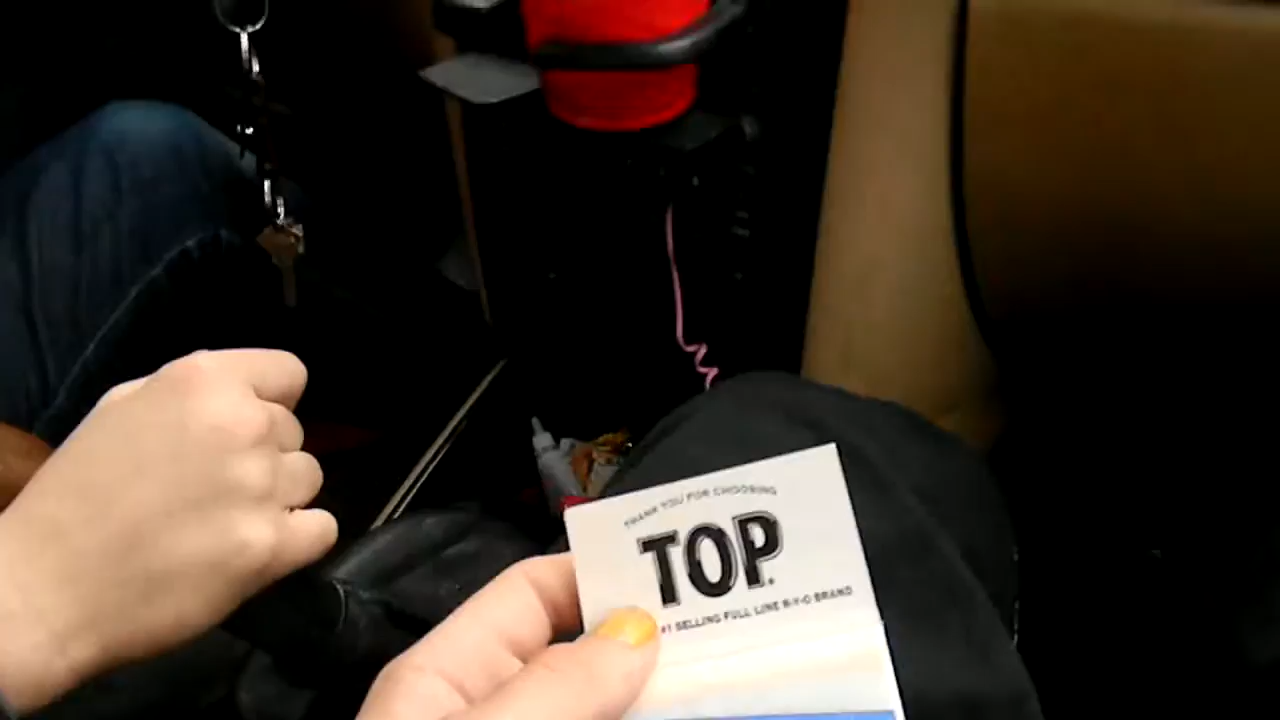 THANK YOU FOR CHOOSING
TOP.
#1 SELLING FULL LINE R-Y-O BRAND